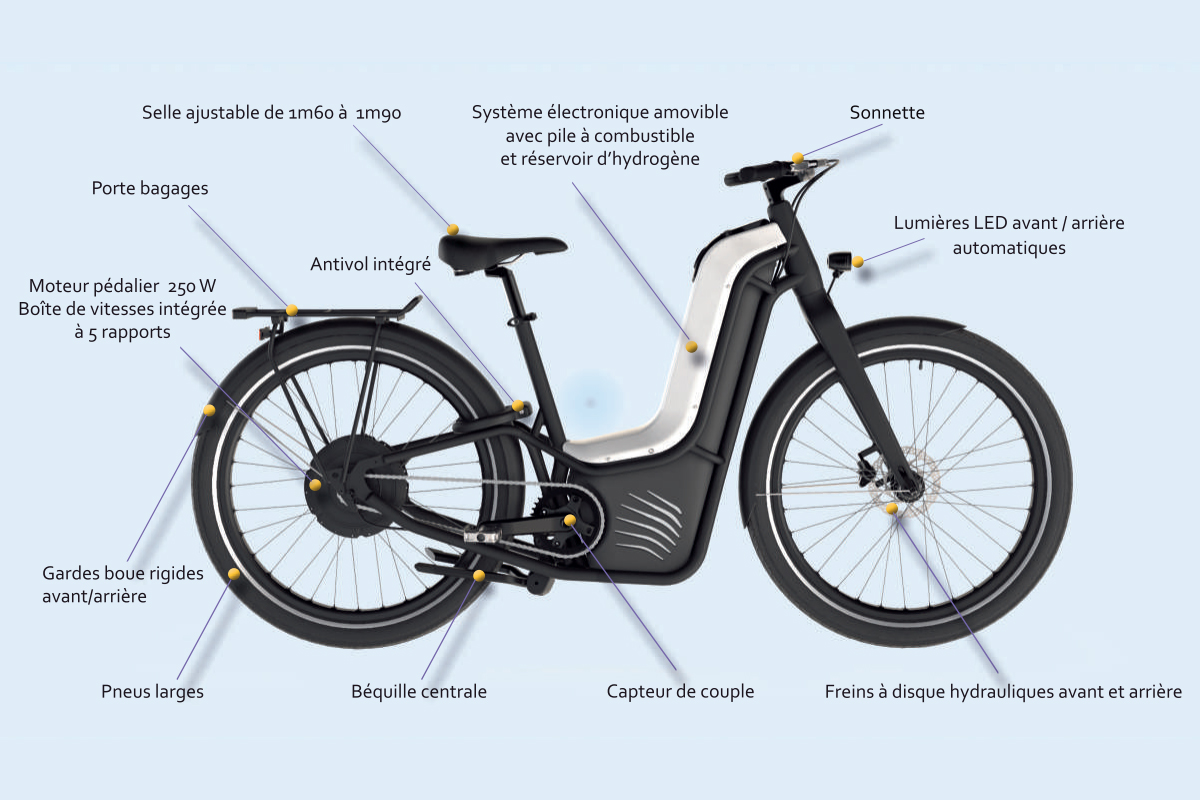 Selle ajustable de 1m60 à 1m90
Système électronique amovible
avec pile à combustible
et réservoir d'hydrogène
Sonnette
Porte bagages
Lumières LED avant / arrière
automatiques
Antivol intégré
Moteur pédalier 250 W
Boîte de vitesses intégrée
à 5 rapports
Gardes boue rigides
avant/arrière
Pneus larges
Béquille centrale
Capteur de couple
Freins à disque hydrauliques avant et arrière